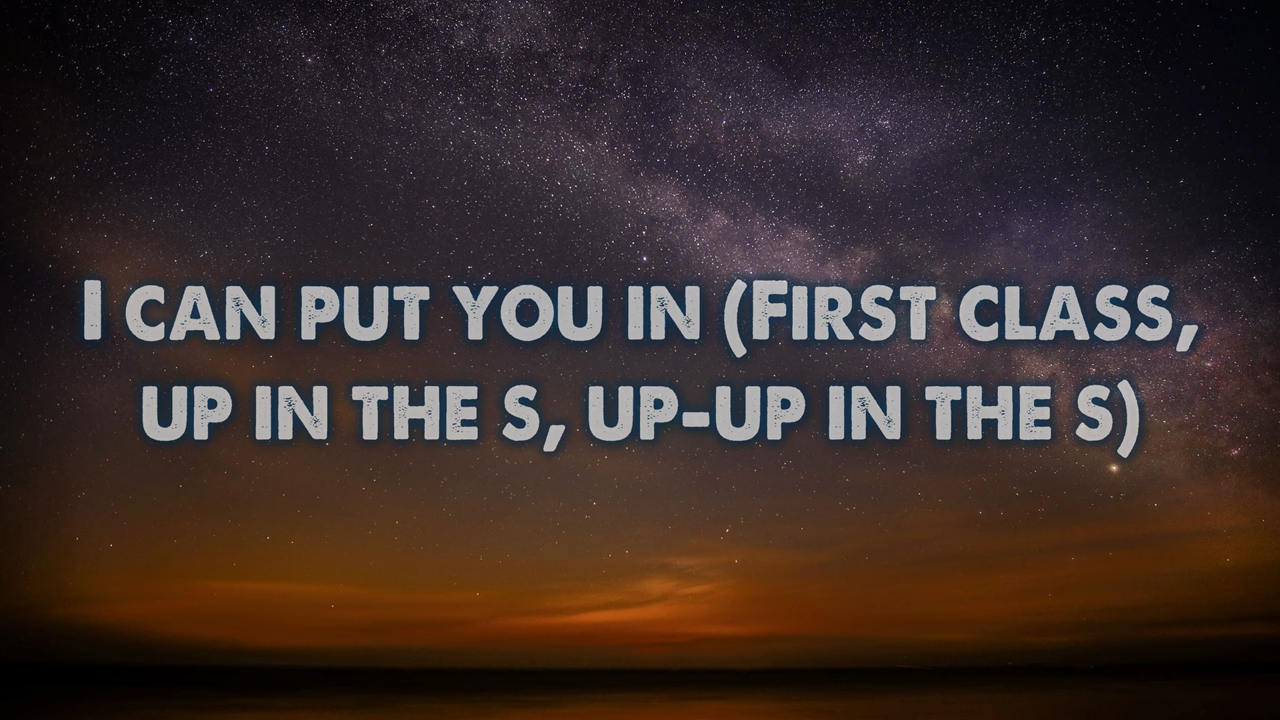 I CAN PUT YOU IN (FIRST CLASS,
UP IN THE S, UP-UP IN THE S)